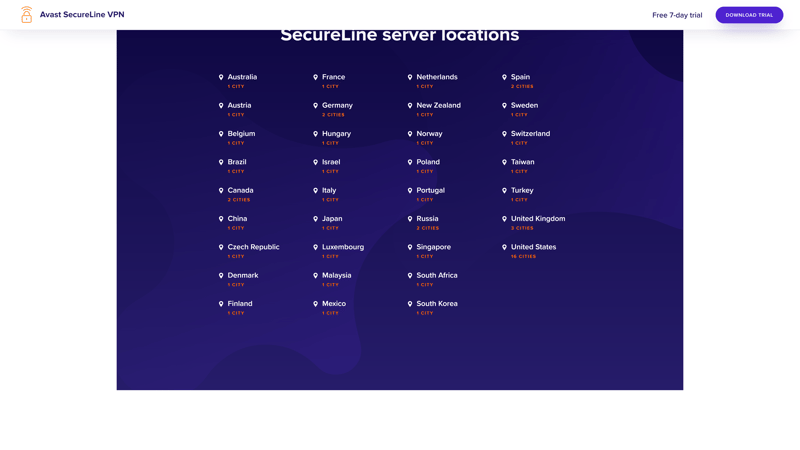 Avast SecureLine VPN
Free 7-day trial
DOWNLOAD TRIAL
SecureLine server locations
Australia
1 CITY
Austria
1 CITY
Belgium
1 CITY
Brazil
1 CITY
Canada
2 CITIES
China
1 CITY
Czech Republic
1 CITY
Denmark
1 CITY
Finland
1 CITY
France
1 CITY
Germany
2 CITIES
Hungary
1 CITY
Israel
1 CITY
Italy
1 CITY
Japan
1 CITY
Luxembourg
1 CITY
Malaysia
1 CITY
Mexico
1 CITY
Netherlands
1 CITY
New Zealand
1 CITY
Norway
1 CITY
Poland
1 CITY
Portugal
1 CITY
Russia
2 CITIES
Singapore
1 CITY
South Africa
1 CITY
South Korea
1 CITY
Spain
2 CITIES
Sweden
1 CITY
Switzerland
1 CITY
Taiwan
1 CITY
Turkey
1 CITY
United Kingdom
3 CITIES
United States
16 CITIES